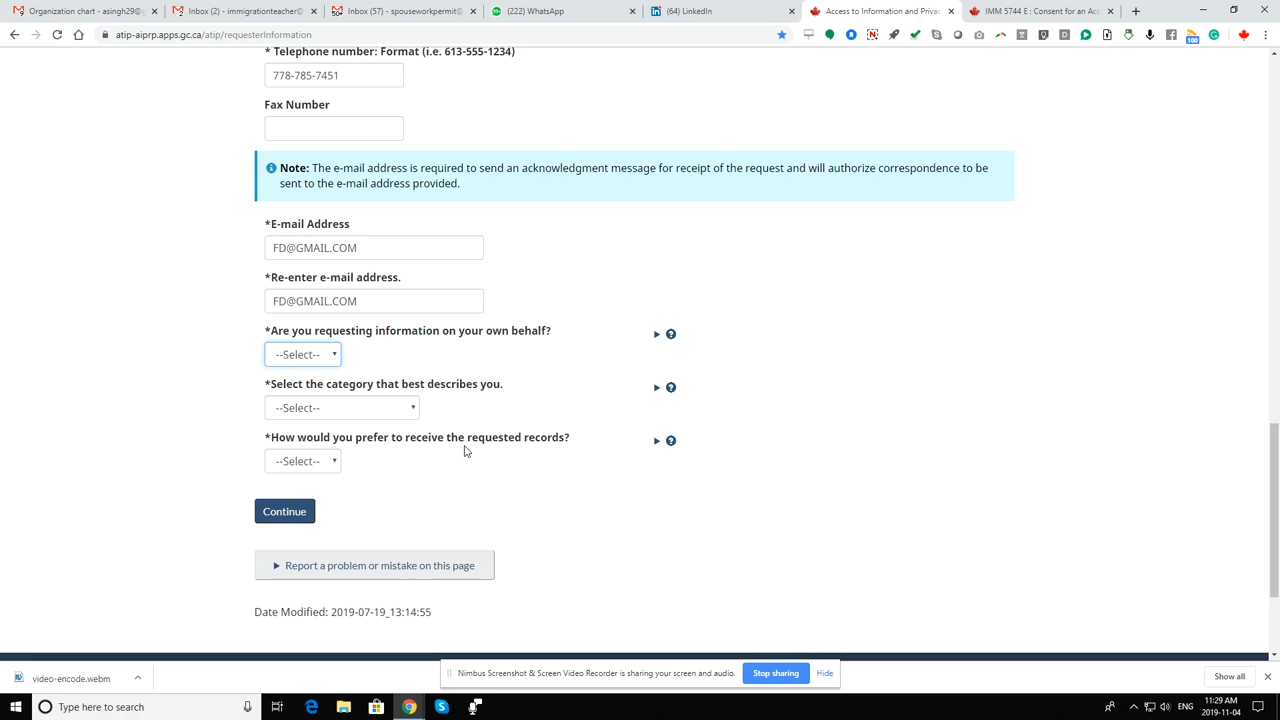 Organization chart - asingh29@g
Inbox (2) - immigrationteacher@
Inbox (57) - spouseworkpermit@
(222) WhatsApp
(64) LinkedIn
Access to Information and Priva
IMM 5744 E : Consent for an Acc
atip-aiprp.apps.gc.ca/atip/requesterInformation
* Telephone number: Format (i.e. 613-555-1234)
778-785-7451
Fax Number
Note: The e-mail address is required to send an acknowledgment message for receipt of the request and will authorize correspondence to be
sent to the e-mail address provided.
*E-mail Address
FD@GMAIL.COM
*Re-enter e-mail address.
FD@GMAIL.COM
*Are you requesting information on your own behalf?
--Select--
*Select the category that best describes you.
--Select--
*How would you prefer to receive the requested records?
--Select--
Continue
Report a problem or mistake on this page
Date Modified: 2019-07-19_13:14:55
Nimbus Screenshot & Screen Video Recorder is sharing your screen and audio.
Stop sharing
Hide
video-encode.webm
Show all
Type here to search
ENG
11:29 AM
2019-11-04